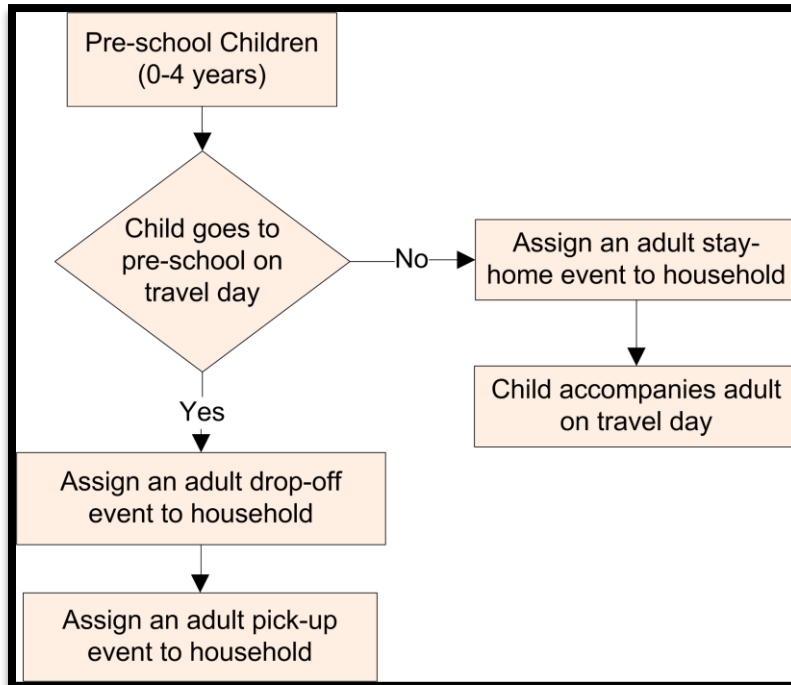 Pre-school Children
(0-4 years)
Child goes to
pre-school on
travel day
No
Assign an adult stay-
home event to household
Child accompanies adult
on travel day
Yes
Assign an adult drop-off
event to household
Assign an adult pick-up
event to household